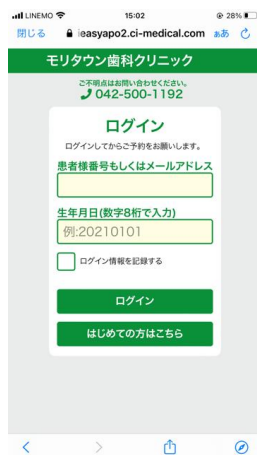 LINEMO 15:02 28%
閉じる easyapo2.ci-medical.com ああ
モリタウン歯科クリニック
ご不明点はお問い合わせください。
042-500-1192
ログイン
ログインしてからご予約をお願いします。
患者様番号もしくはメールアドレス
生年月日(数字8桁で入力)
例:20210101
ログイン情報を記録する
ログイン
はじめての方はこちら